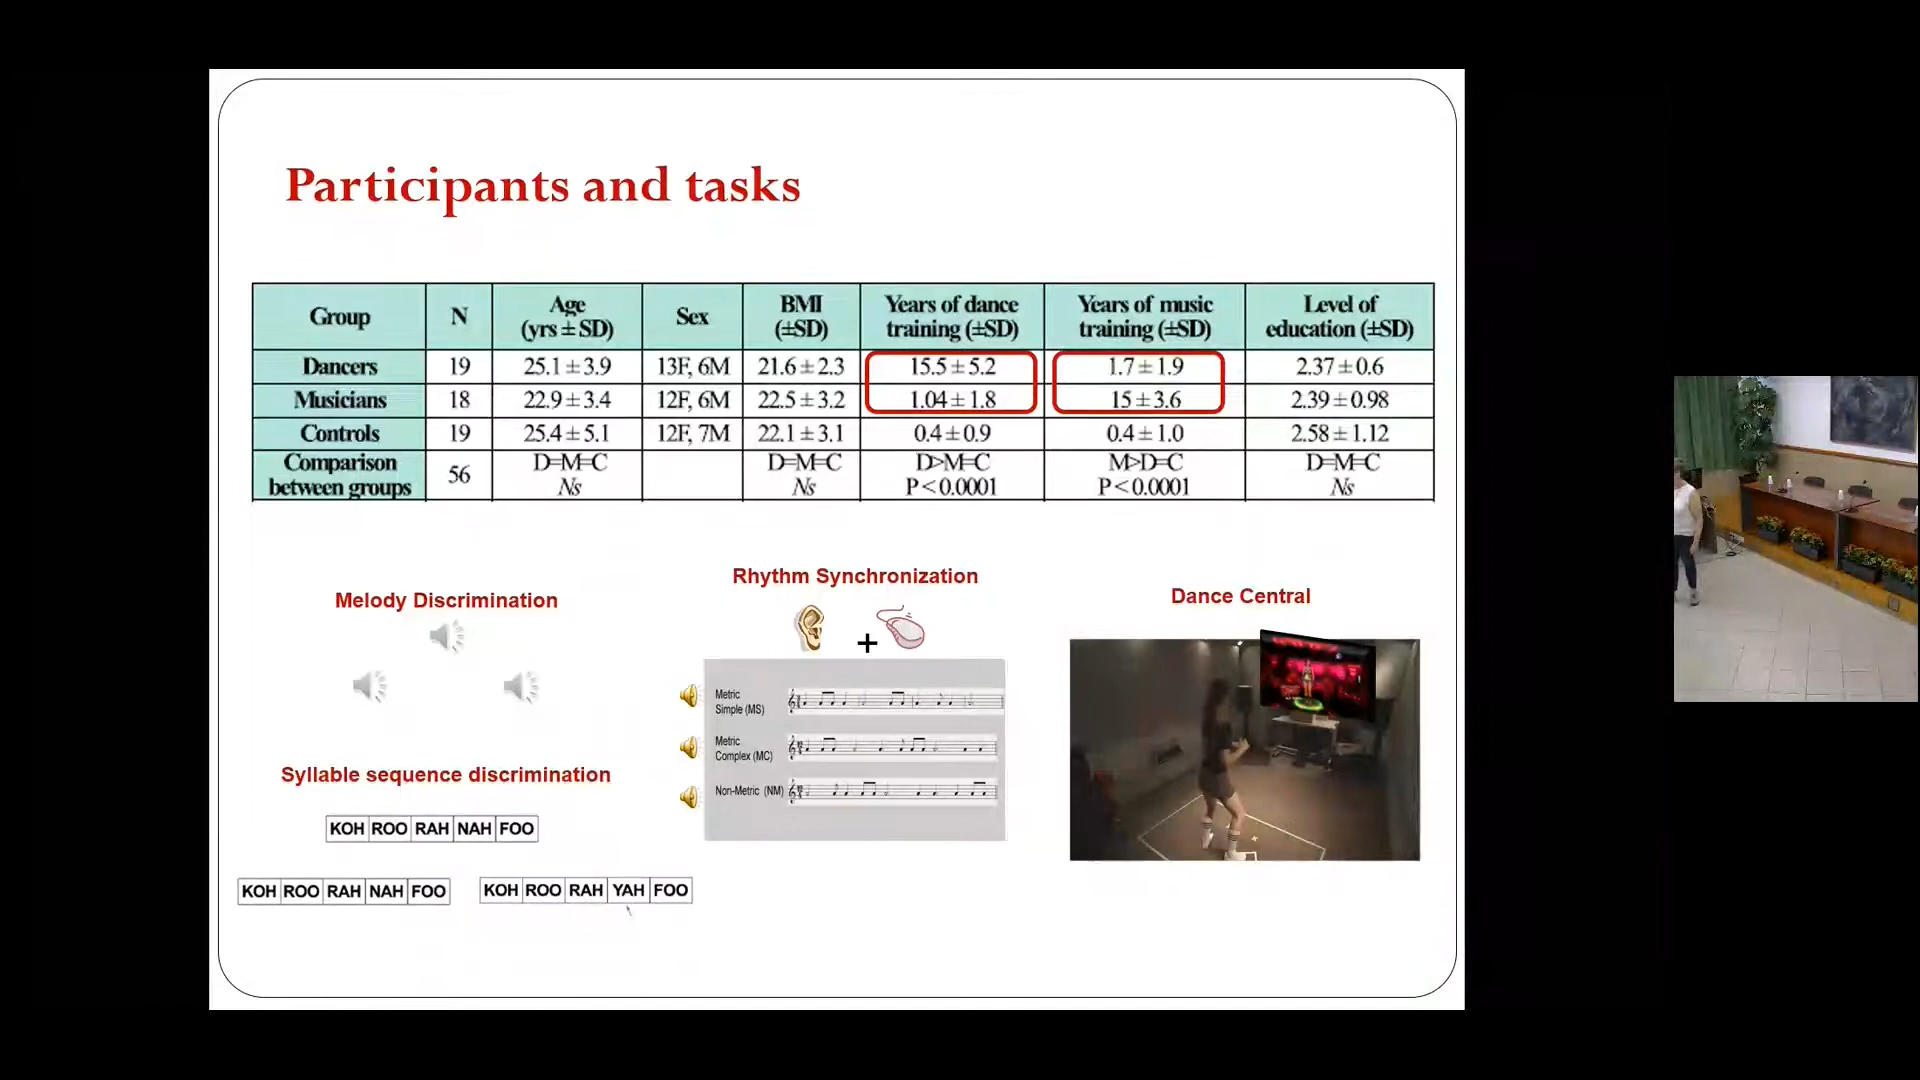 Participants and tasks
Group N Age (yrs ± SD) Sex BMI (±SD) Years of dance training (±SD) Years of music training (±SD) Level of education (±SD)
Dancers 19 25.1 ± 3.9 13F, 6M 21.6 ± 2.3 15.5 ± 5.2 1.7 ± 1.9 2.37 ± 0.6
Musicians 18 22.9 ± 3.4 12F, 6M 22.5 ± 3.2 1.04 ± 1.8 15 ± 3.6 2.39 ± 0.98
Controls 19 25.4 ± 5.1 12F, 7M 22.1 ± 3.1 0.4 ± 0.9 0.4 ± 1.0 2.58 ± 1.12
Comparison between groups 56 D=M=C Ns D=M=C Ns D>M=C P < 0.0001 M>D=C P < 0.0001 D=M=C Ns
Melody Discrimination
Syllable sequence discrimination
KOH ROO RAH NAH FOO
KOH ROO RAH NAH FOO
KOH ROO RAH YAH FOO
Rhythm Synchronization
+
Metric
Simple (MS)
Metric
Complex (MC)
Non-Metric (NM)
Dance Central